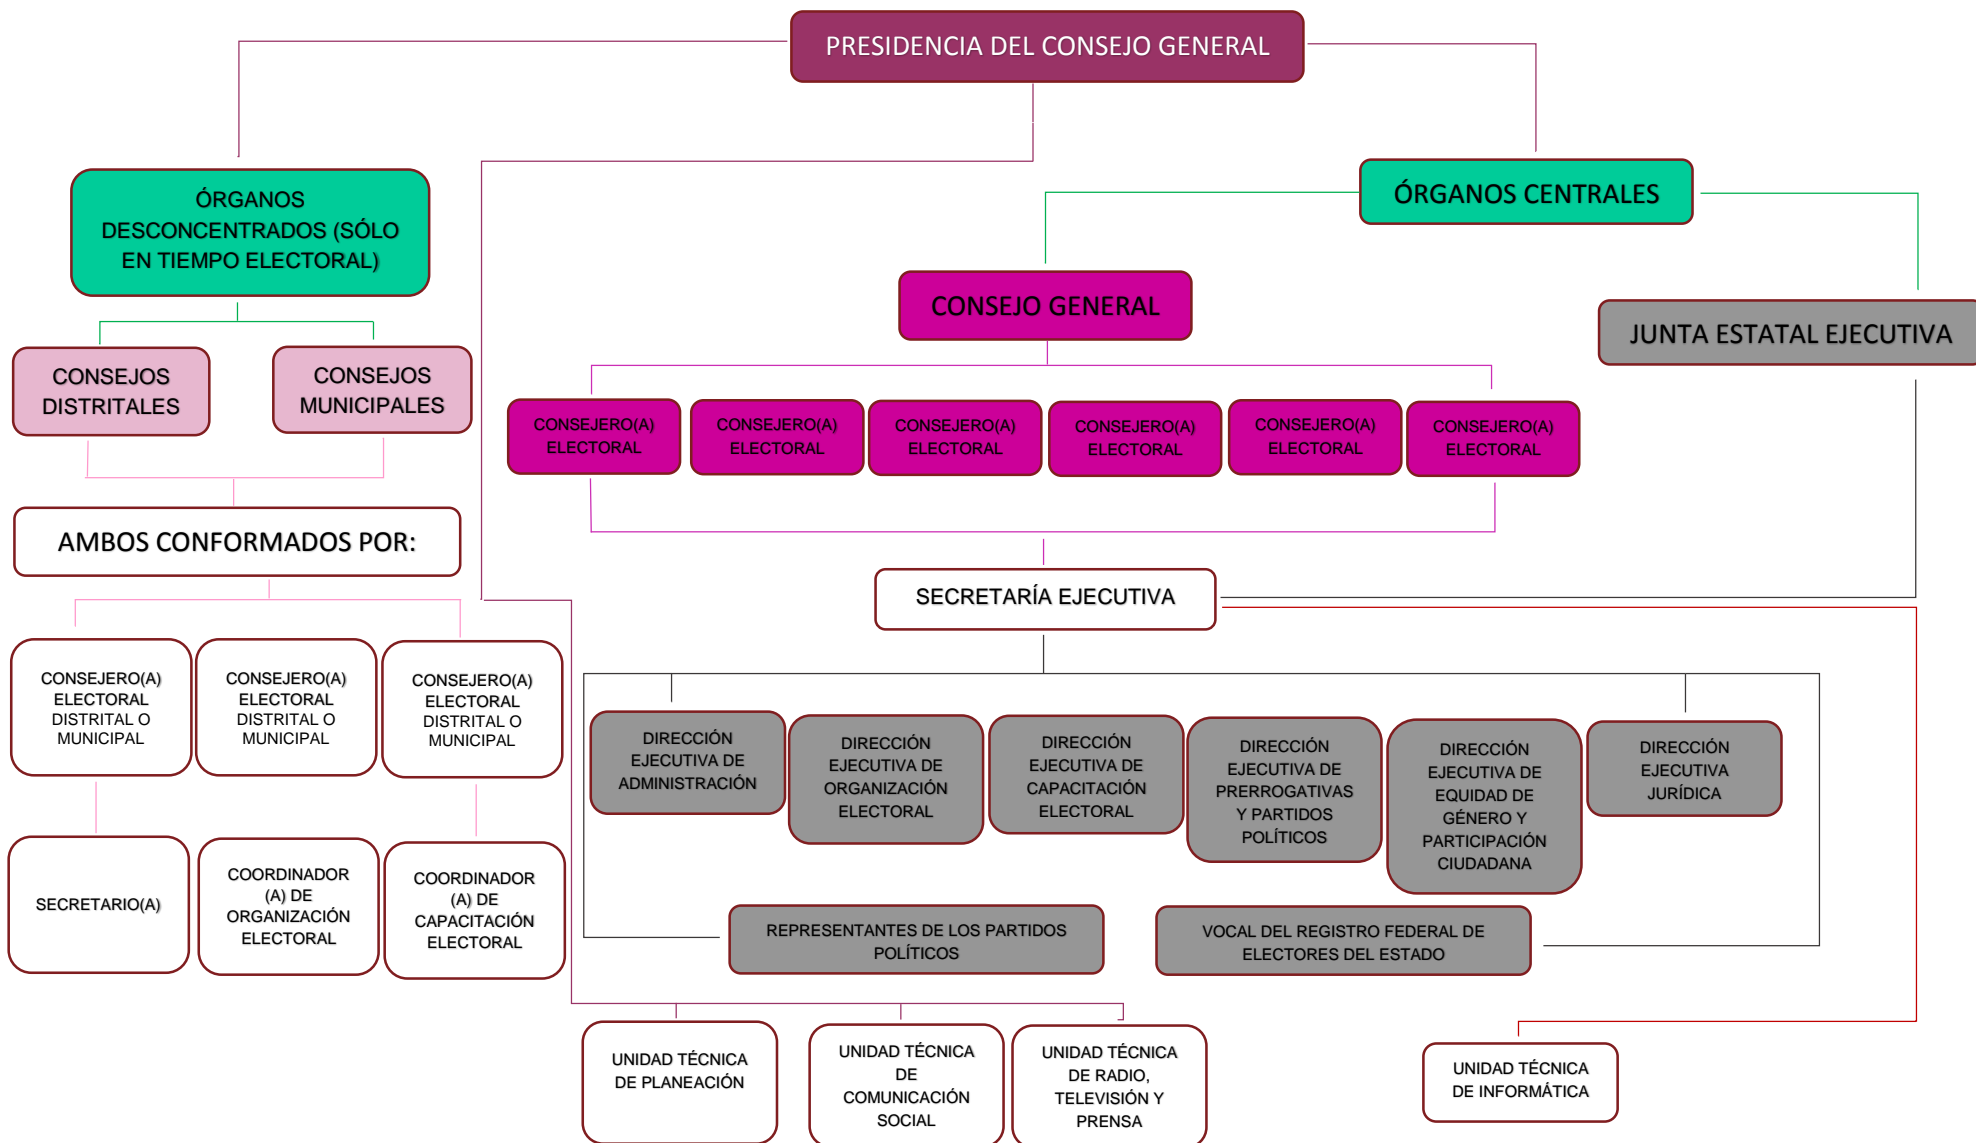 PRESIDENCIA DEL CONSEJO GENERAL
ÓRGANOS
DESCONCENTRADOS (SÓLO
EN TIEMPO ELECTORAL)
ÓRGANOS CENTRALES
CONSEJO GENERAL
JUNTA ESTATAL EJECUTIVA
CONSEJOS
DISTRITALES
CONSEJOS
MUNICIPALES
CONSEJERO(A)
ELECTORAL
CONSEJERO(A)
ELECTORAL
CONSEJERO(A)
ELECTORAL
CONSEJERO(A)
ELECTORAL
CONSEJERO(A)
ELECTORAL
CONSEJERO(A)
ELECTORAL
AMBOS CONFORMADOS POR:
SECRETARÍA EJECUTIVA
CONSEJERO(A)
ELECTORAL
DISTRITAL O
MUNICIPAL
CONSEJERO(A)
ELECTORAL
DISTRITAL O
MUNICIPAL
CONSEJERO(A)
ELECTORAL
DISTRITAL O
MUNICIPAL
DIRECCIÓN
EJECUTIVA DE
ADMINISTRACIÓN
DIRECCIÓN
EJECUTIVA DE
ORGANIZACIÓN
ELECTORAL
DIRECCIÓN
EJECUTIVA DE
CAPACITACIÓN
ELECTORAL
DIRECCIÓN
EJECUTIVA DE
PRERROGATIVAS
Y PARTIDOS
POLÍTICOS
DIRECCIÓN
EJECUTIVA DE
EQUIDAD DE
GÉNERO Y
PARTICIPACIÓN
CIUDADANA
DIRECCIÓN
EJECUTIVA
JURÍDICA
SECRETARIO(A)
COORDINADOR
(A) DE
ORGANIZACIÓN
ELECTORAL
COORDINADOR
(A) DE
CAPACITACIÓN
ELECTORAL
REPRESENTANTES DE LOS PARTIDOS
POLÍTICOS
VOCAL DEL REGISTRO FEDERAL DE
ELECTORES DEL ESTADO
UNIDAD TÉCNICA
DE PLANEACIÓN
UNIDAD TÉCNICA
DE
COMUNICACIÓN
SOCIAL
UNIDAD TÉCNICA
DE RADIO,
TELEVISIÓN Y
PRENSA
UNIDAD TÉCNICA
DE INFORMÁTICA